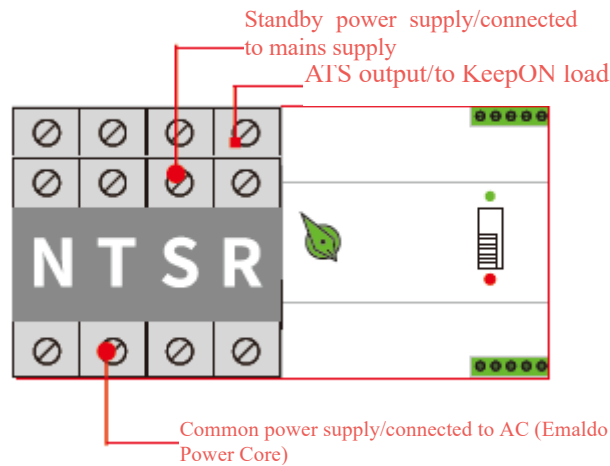 Standby power supply/connected
to mains supply
ATS output/to KeepON load
N T S R
Common power supply/connected to AC (Emaldo
Power Core)